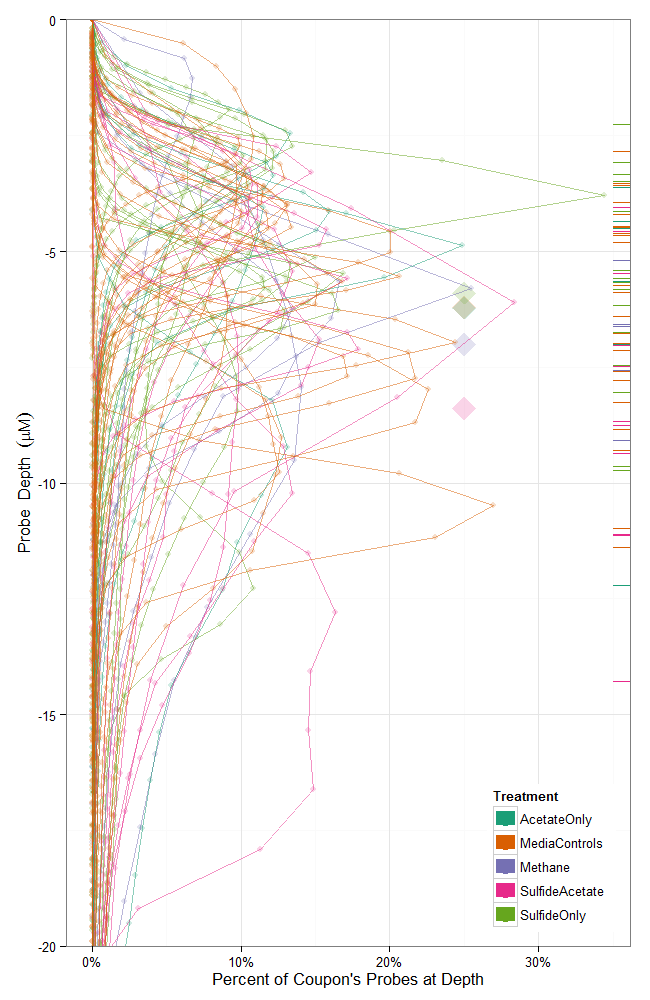 0
-5
-10
-15
-20
Probe Depth (μM)
0%
10%
20%
30%
Percent of Coupon's Probes at Depth
Treatment
AcetateOnly
MediaControls
Methane
SulfideAcetate
SulfideOnly